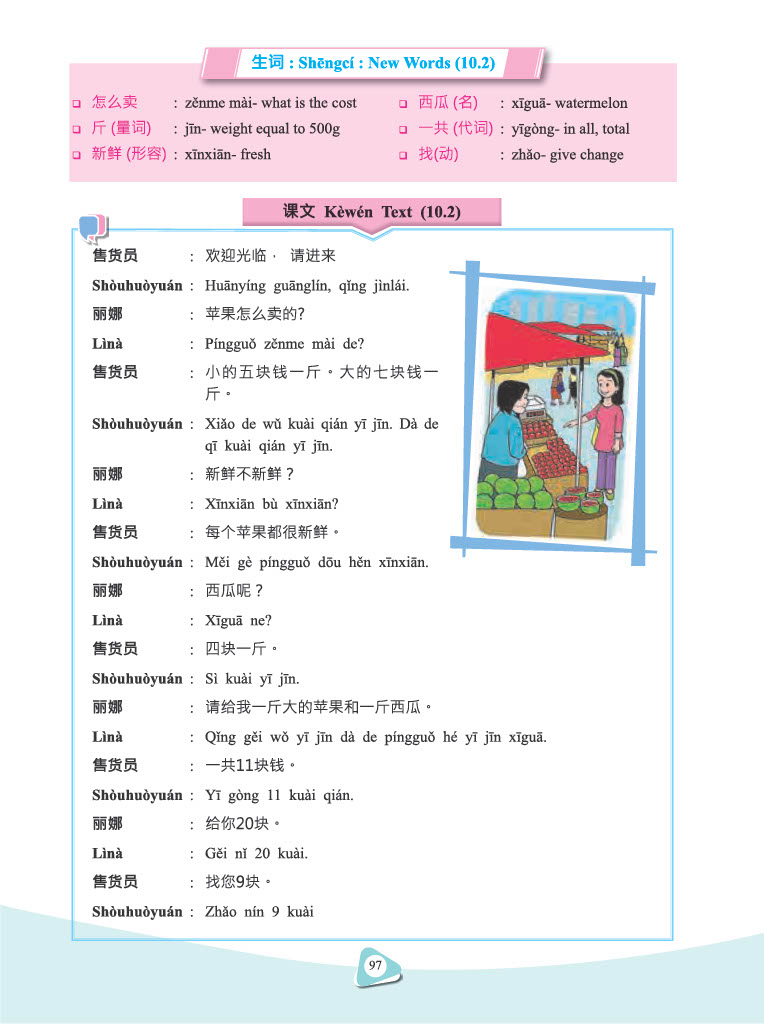 生词 : Shēngcí : New Words (10.2)
怎么卖 : zěnme mài- what is the cost
西瓜 (名) : xīguā- watermelon
斤 (量词) : jīn- weight equal to 500g
一共 (代词) : yīgòng- in all, total
新鲜 (形容) : xīnxiān- fresh
找(动) : zhǎo- give change
课文 Kèwén Text (10.2)
售货员 : 欢迎光临， 请进来
Shòuhuòyuán : Huānyíng guānglín, qǐng jìnlái.
丽娜 : 苹果怎么卖的?
Lìnà : Píngguǒ zěnme mài de?
售货员 : 小的五块钱一斤。大的七块钱一
斤。
Shòuhuòyuán : Xiǎo de wǔ kuài qián yī jīn. Dà de
qī kuài qián yī jīn.
丽娜 : 新鲜不新鲜？
Lìnà : Xīnxiān bù xīnxiān?
售货员 : 每个苹果都很新鲜。
Shòuhuòyuán : Měi gè píngguǒ dōu hěn xīnxiān.
丽娜 : 西瓜呢？
Lìnà : Xīguā ne?
售货员 : 四块一斤。
Shòuhuòyuán : Sì kuài yī jīn.
丽娜 : 请给我一斤大的苹果和一斤西瓜。
Lìnà : Qǐng gěi wǒ yī jīn dà de píngguǒ hé yī jīn xīguā.
售货员 : 一共11块钱。
Shòuhuòyuán : Yī gòng 11 kuài qián.
丽娜 : 给你20块。
Lìnà : Gěi nǐ 20 kuài.
售货员 : 找您9块。
Shòuhuòyuán : Zhǎo nín 9 kuài
97